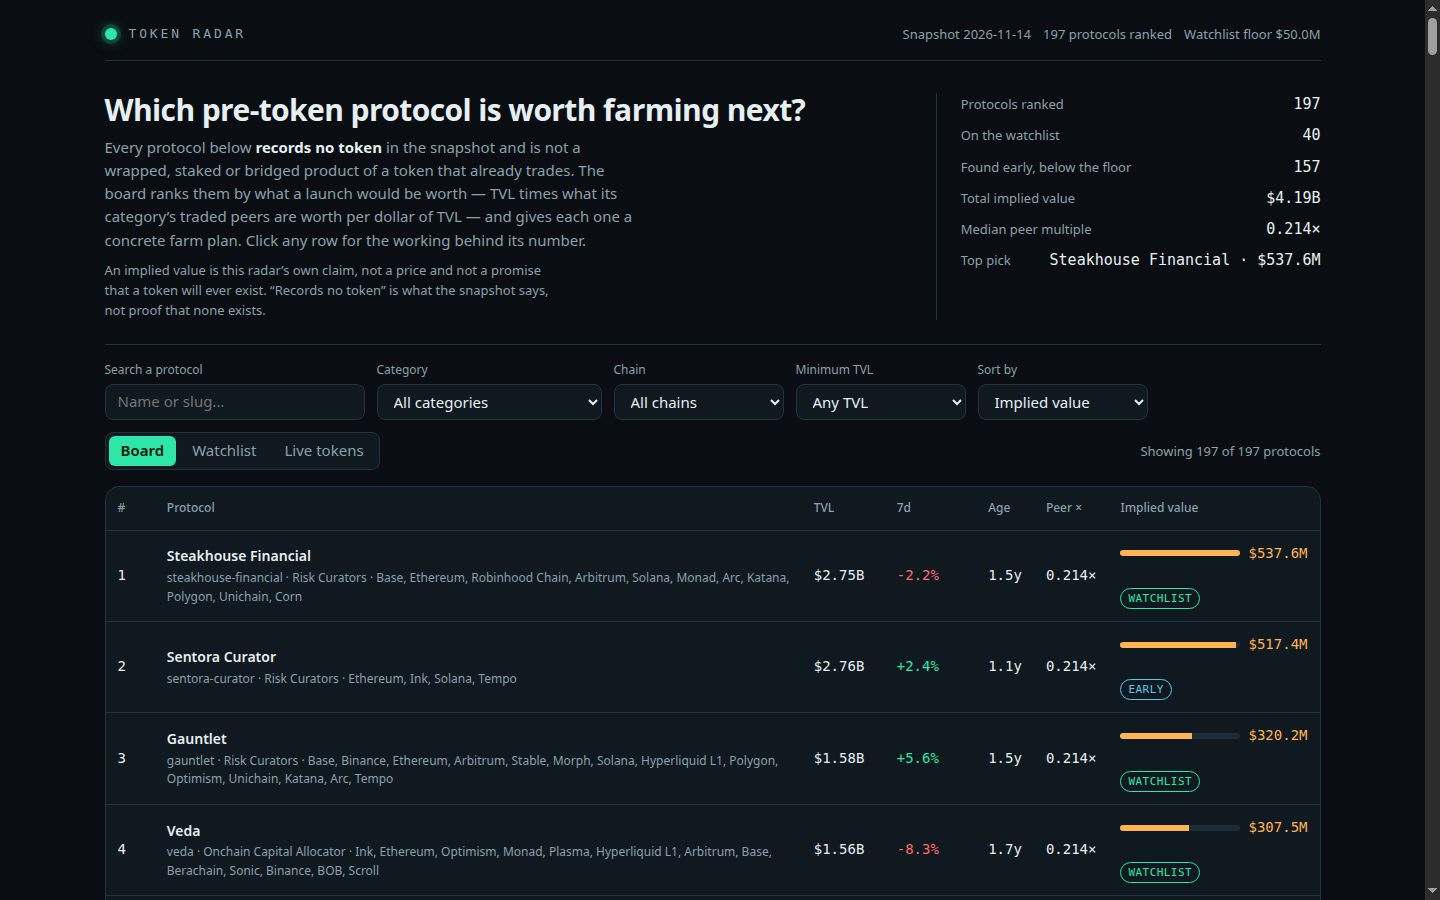 TOKEN RADAR
Snapshot 2026-11-14 197 protocols ranked Watchlist floor $50.0M
Which pre-token protocol is worth farming next?
Every protocol below records no token in the snapshot and is not a
wrapped, staked or bridged product of a token that already trades. The
board ranks them by what a launch would be worth — TVL times what its
category’s traded peers are worth per dollar of TVL — and gives each one a
concrete farm plan. Click any row for the working behind its number.
An implied value is this radar’s own claim, not a price and not a promise
that a token will ever exist. “Records no token” is what the snapshot says,
not proof that none exists.
Protocols ranked 197
On the watchlist 40
Found early, below the floor 157
Total implied value $4.19B
Median peer multiple 0.214×
Top pick Steakhouse Financial · $537.6M
Search a protocol Category Chain Minimum TVL Sort by
Name or slug... All categories All chains Any TVL Implied value
Board Watchlist Live tokens Showing 197 of 197 protocols
# Protocol TVL 7d Age Peer × Implied value
1 Steakhouse Financial $2.75B -2.2% 1.5y 0.214× $537.6M
steakhouse-financial · Risk Curators · Base, Ethereum, Robinhood Chain, Arbitrum, Solana, Monad, Arc, Katana,
Polygon, Unichain, Corn
WATCHLIST
2 Sentora Curator $2.76B +2.4% 1.1y 0.214× $517.4M
sentora-curator · Risk Curators · Ethereum, Ink, Solana, Tempo
EARLY
3 Gauntlet $1.58B +5.6% 1.5y 0.214× $320.2M
gauntlet · Risk Curators · Base, Binance, Ethereum, Arbitrum, Stable, Morph, Solana, Hyperliquid L1, Polygon,
Optimism, Unichain, Katana, Arc, Tempo
WATCHLIST
4 Veda $1.56B -8.3% 1.7y 0.214× $307.5M
veda · Onchain Capital Allocator · Ink, Ethereum, Optimism, Monad, Plasma, Hyperliquid L1, Arbitrum, Base,
Berachain, Sonic, Binance, BOB, Scroll
WATCHLIST